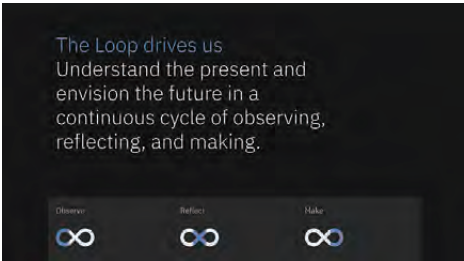 The Loop drives us
Understand the present and
envision the future in a
continuous cycle of observing,
reflecting, and making.
Observe Reflect Make